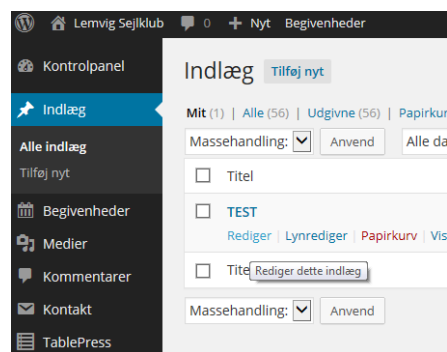 Lemvig Sejlklub 0 + Nyt Begivenheder
Kontrolpanel
Indlæg
Alle indlæg
Tilføj nyt
Begivenheder
Medier
Kommentarer
Kontakt
TablePress
Indlæg Tilføj nyt
Mit (1) | Alle (56) | Udgivne (56) | Papirkur
Massehandling: Anvend Alle da
Titel
TEST
Rediger | Lynrediger | Papirkurv | Vis
Tite Rediger dette indlæg
Massehandling: Anvend